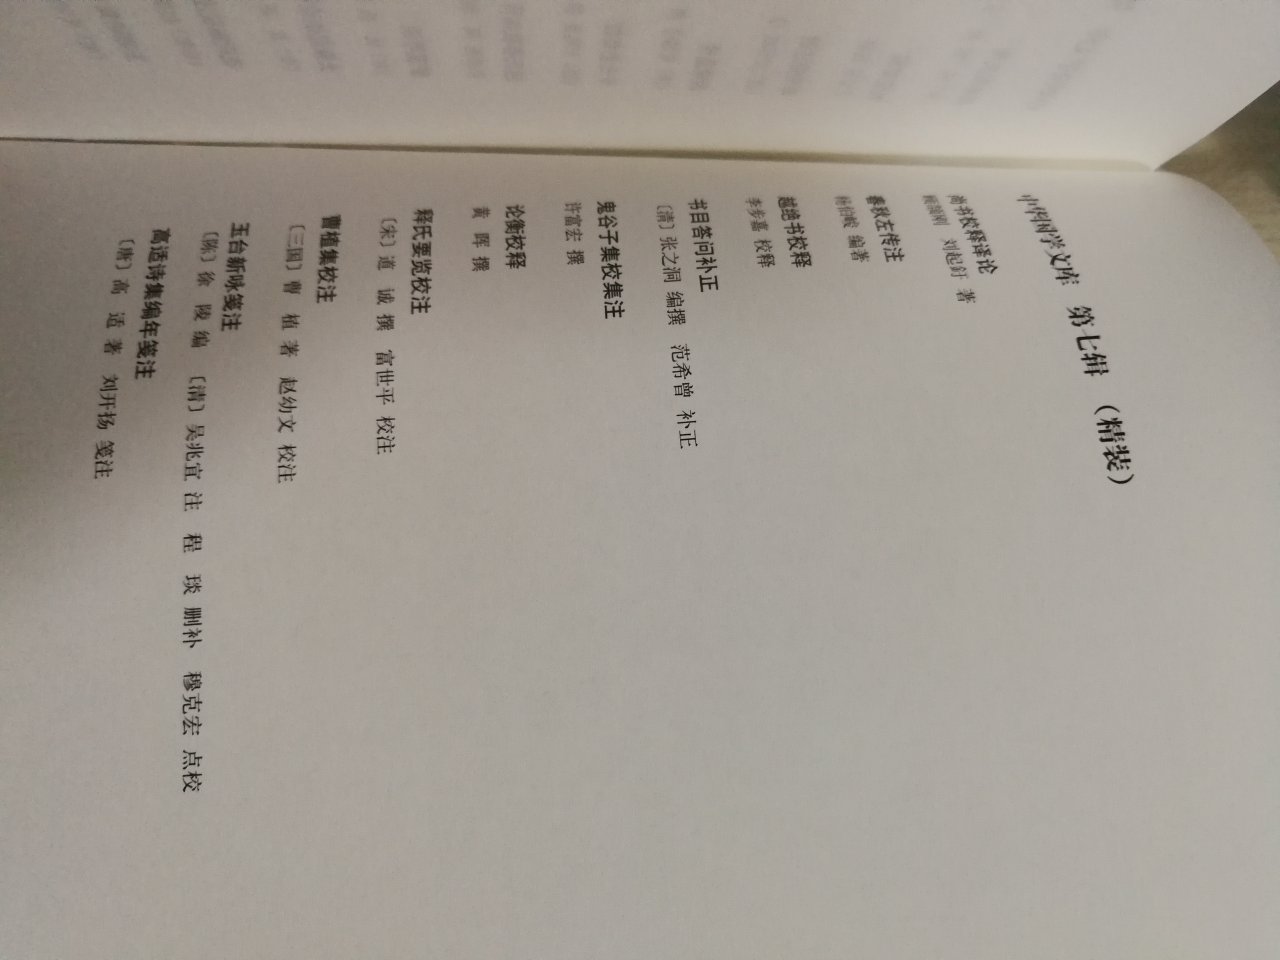 中华国学文库 第七辑（精装）
尚书校释译论
顾颉刚 刘起釪 著
春秋左传注
杨伯峻 编著
越绝书校释
李步嘉 校释
书目答问补正
〔清〕张之洞 编撰 范希曾 补正
鬼谷子集校集注
许富宏 撰
论衡校释
黄 晖 撰
释氏要览校注
〔宋〕道 诚 撰 富世平 校注
曹植集校注
〔三国〕曹 植 著 赵幼文 校注
玉台新咏笺注
〔陈〕徐 陵 编 〔清〕吴兆宜 注 程 琰 删补 穆克宏 点校
高适诗集编年笺注
〔唐〕高 适 著 刘开扬 笺注